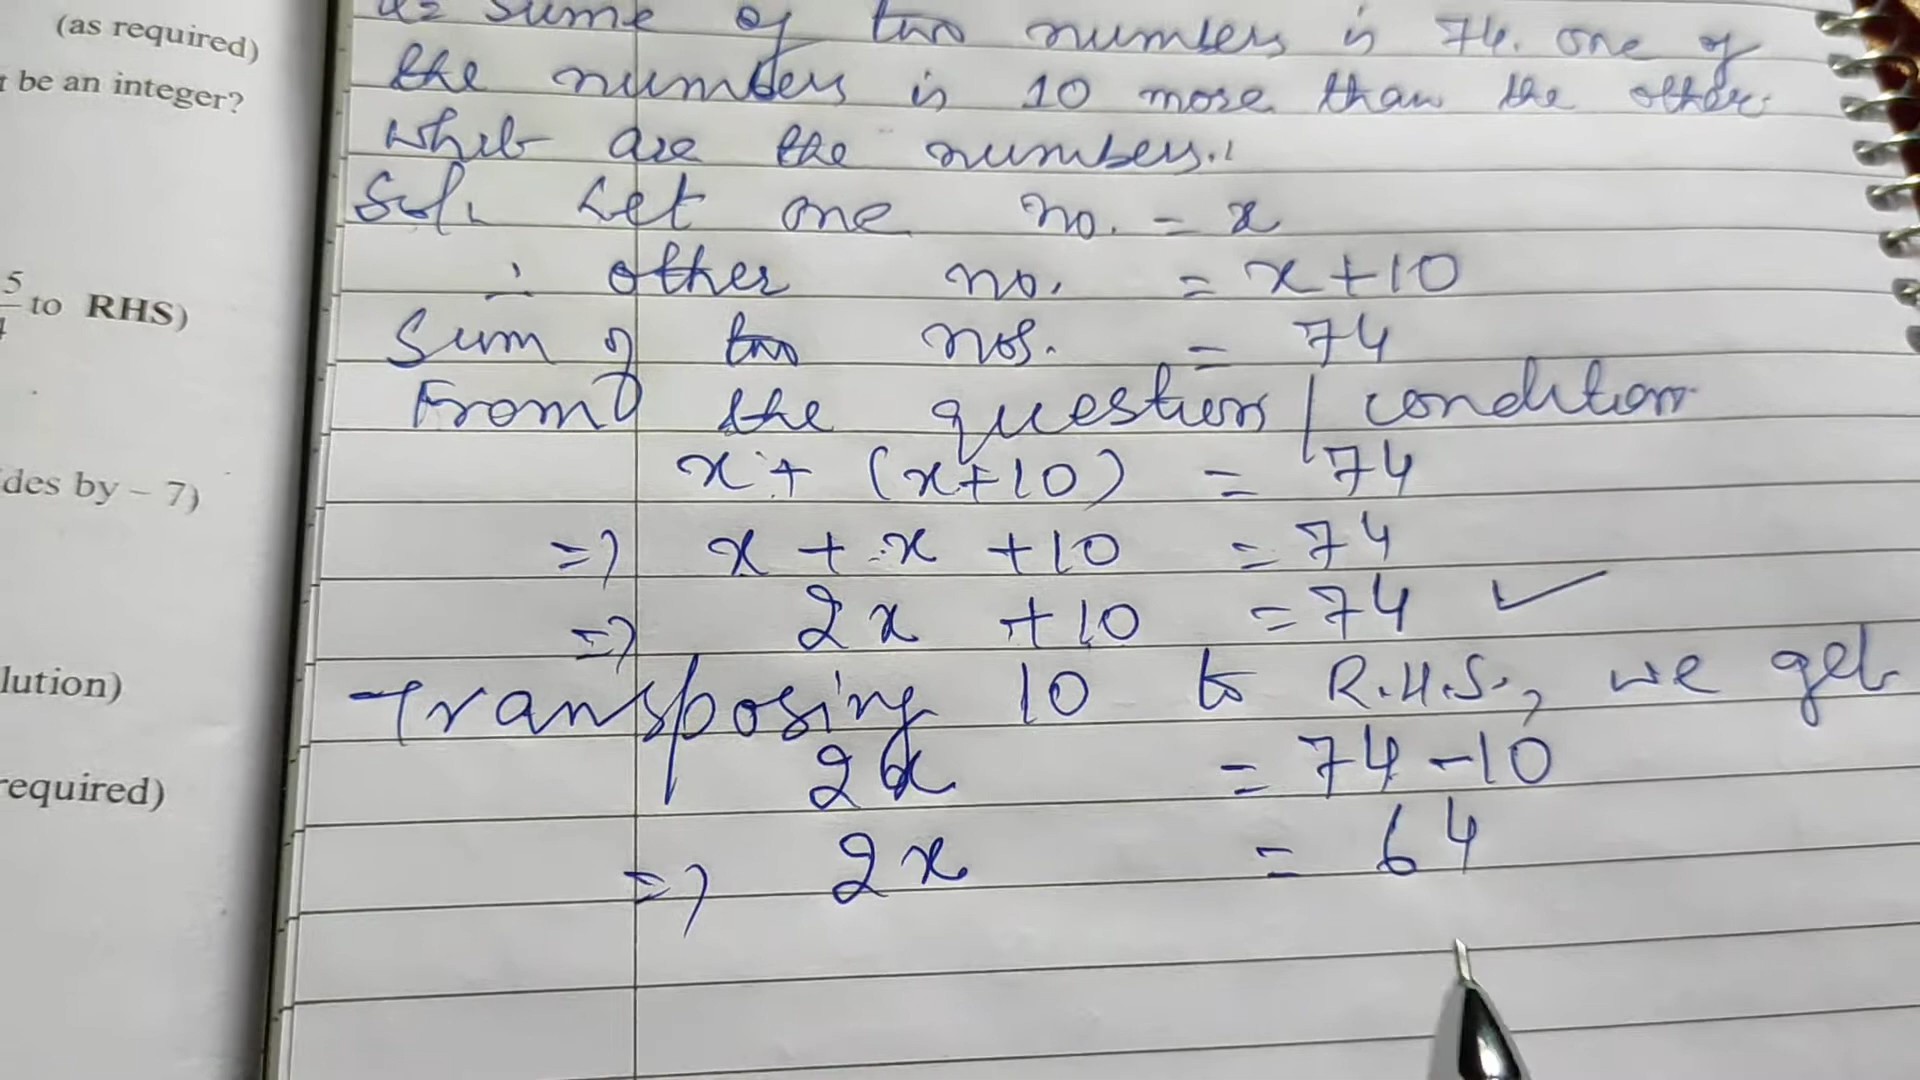 (as required)
be an integer?
5
to RHS)
des by – 7)
lution)
equired)
sume of two numbers is 74. one of
the numbers is 10 more than the other.
what are the numbers.
Sol. Let one no. = x
∴ other no. = x+10
Sum of two nos. = 74
From the question / condition
x + (x+10) = 74
=> x + x +10 = 74
=> 2x +10 = 74 ✓
Transposing 10 to R.H.S., we get
2x = 74-10
=> 2x = 64